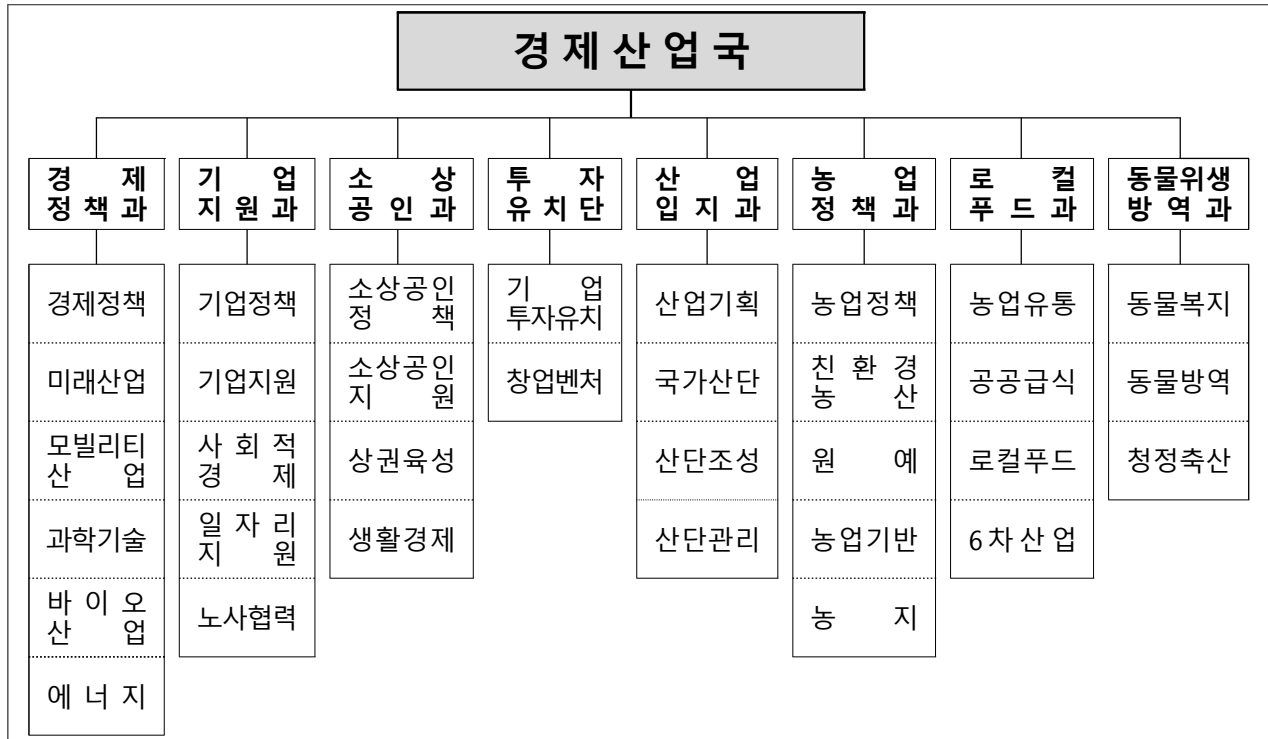 경제산업국
경 제
정책과
기 업
지원과
소 상
공인과
투 자
유치단
산 업
입지과
농 업
정책과
로 컬
푸드과
동물위생
방역과
경제정책
미래산업
모빌리티
산 업
과학기술
바이오
산 업
에너지
기업정책
기업지원
사회적
경 제
일자리
지 원
노사협력
소상공인
정 책
소상공인
지 원
상권육성
생활경제
기 업
투자유치
창업벤처
산업기획
국가산단
산단조성
산단관리
농업정책
친환경
농 산
원 예
농업기반
농 지
농업유통
공공급식
로컬푸드
6차산업
동물복지
동물방역
청정축산